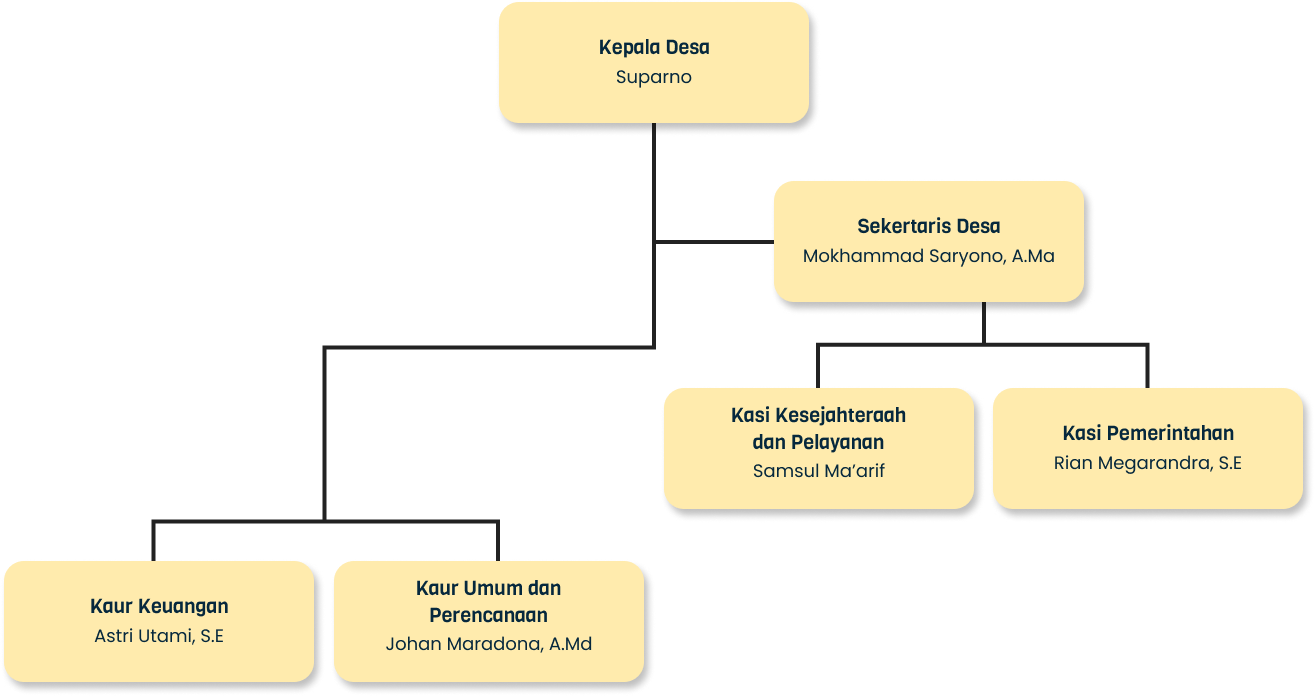 Kepala Desa
Suparno
Sekertaris Desa
Mokhammad Saryono, A.Ma
Kasi Kesejahteraah
dan Pelayanan
Samsul Ma’arif
Kasi Pemerintahan
Rian Megarandra, S.E
Kaur Keuangan
Astri Utami, S.E
Kaur Umum dan
Perencanaan
Johan Maradona, A.Md